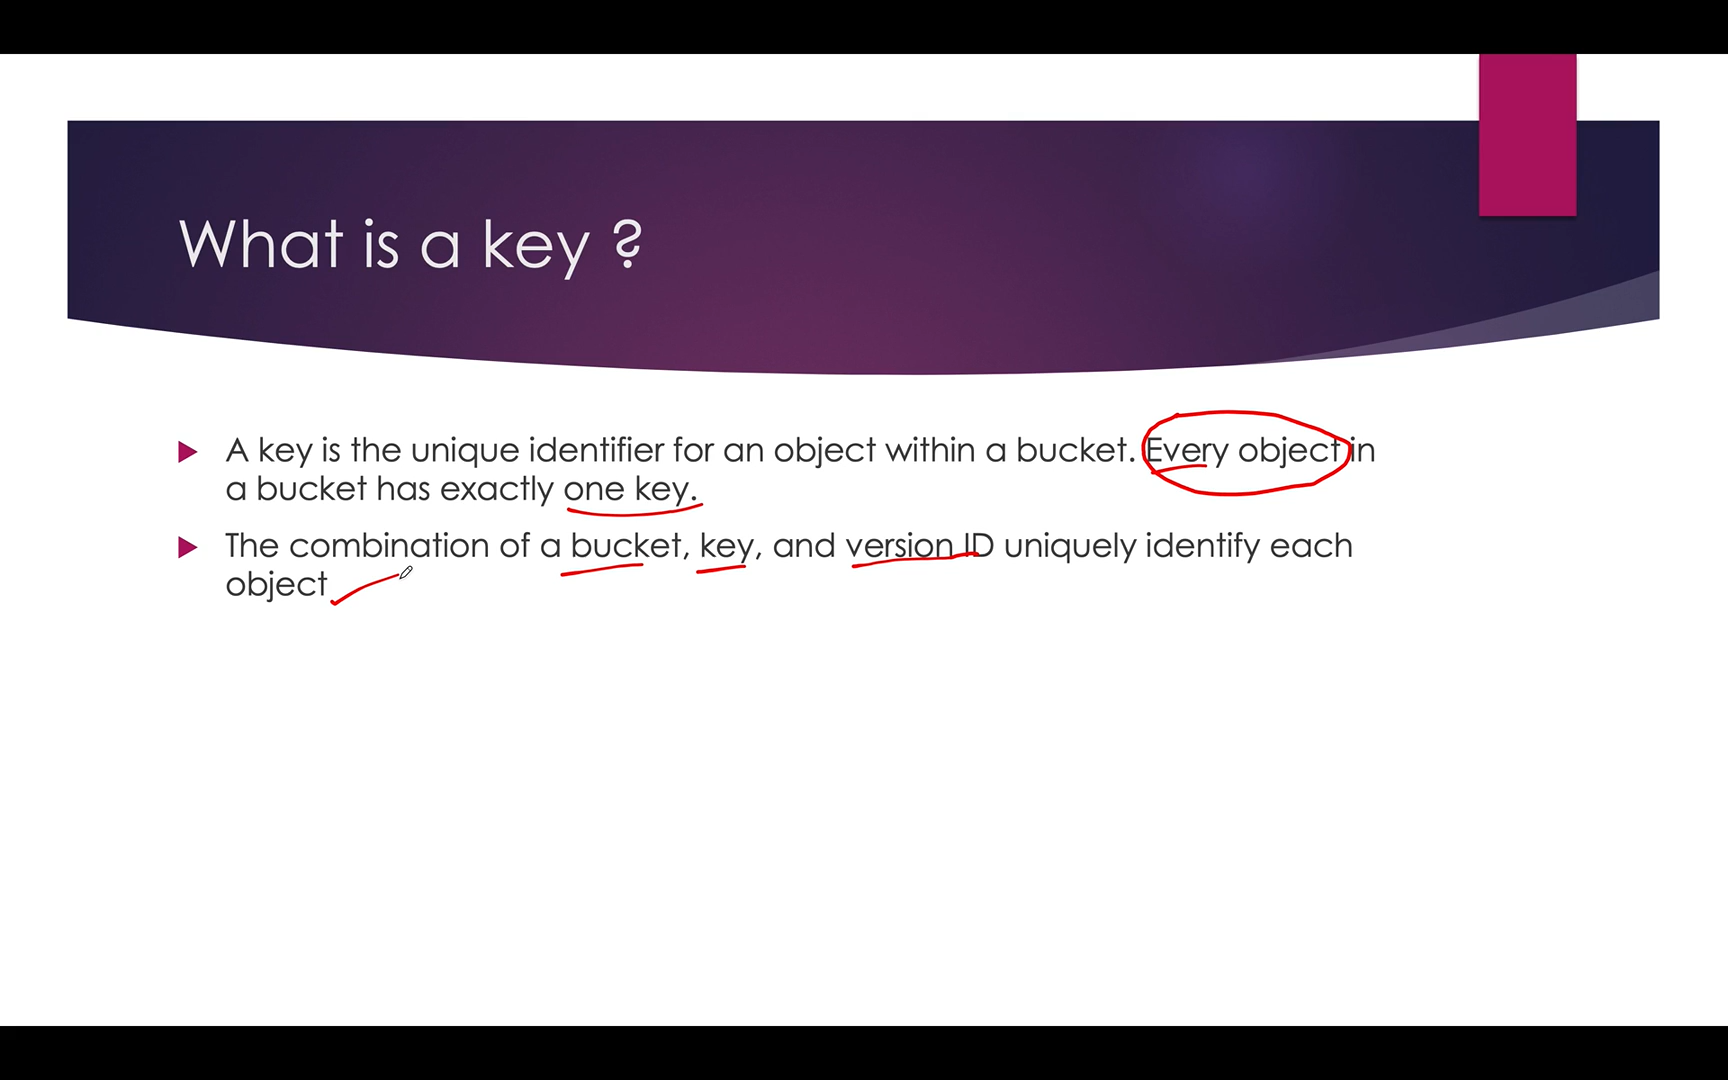 What is a key ?
A key is the unique identifier for an object within a bucket. Every object in
a bucket has exactly one key.
The combination of a bucket, key, and version ID uniquely identify each
object